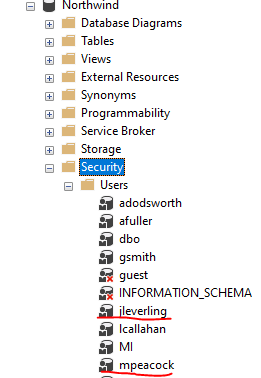 Northwind
Database Diagrams
Tables
Views
External Resources
Synonyms
Programmability
Service Broker
Storage
Security
Users
adodsworth
afuller
dbo
gsmith
guest
INFORMATION_SCHEMA
jleverling
lcallahan
MI
mpeacock